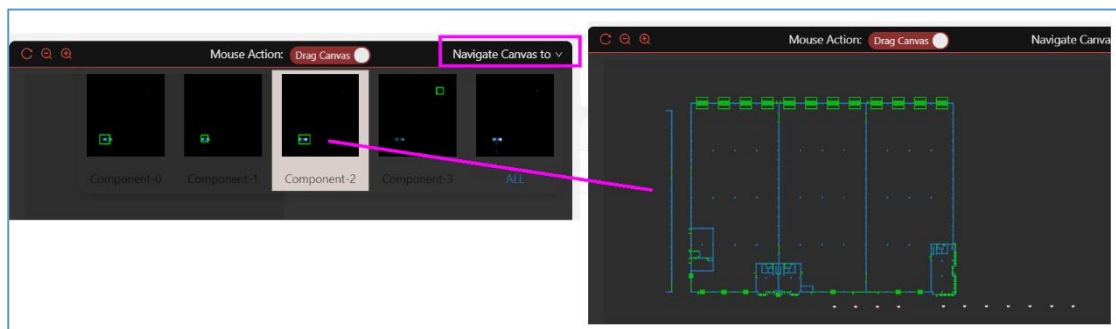 Mouse Action: Drag Canvas Navigate Canvas to
Component-0 Component-1 Component-2 Component-3 ALL
Mouse Action: Drag Canvas Navigate Canva